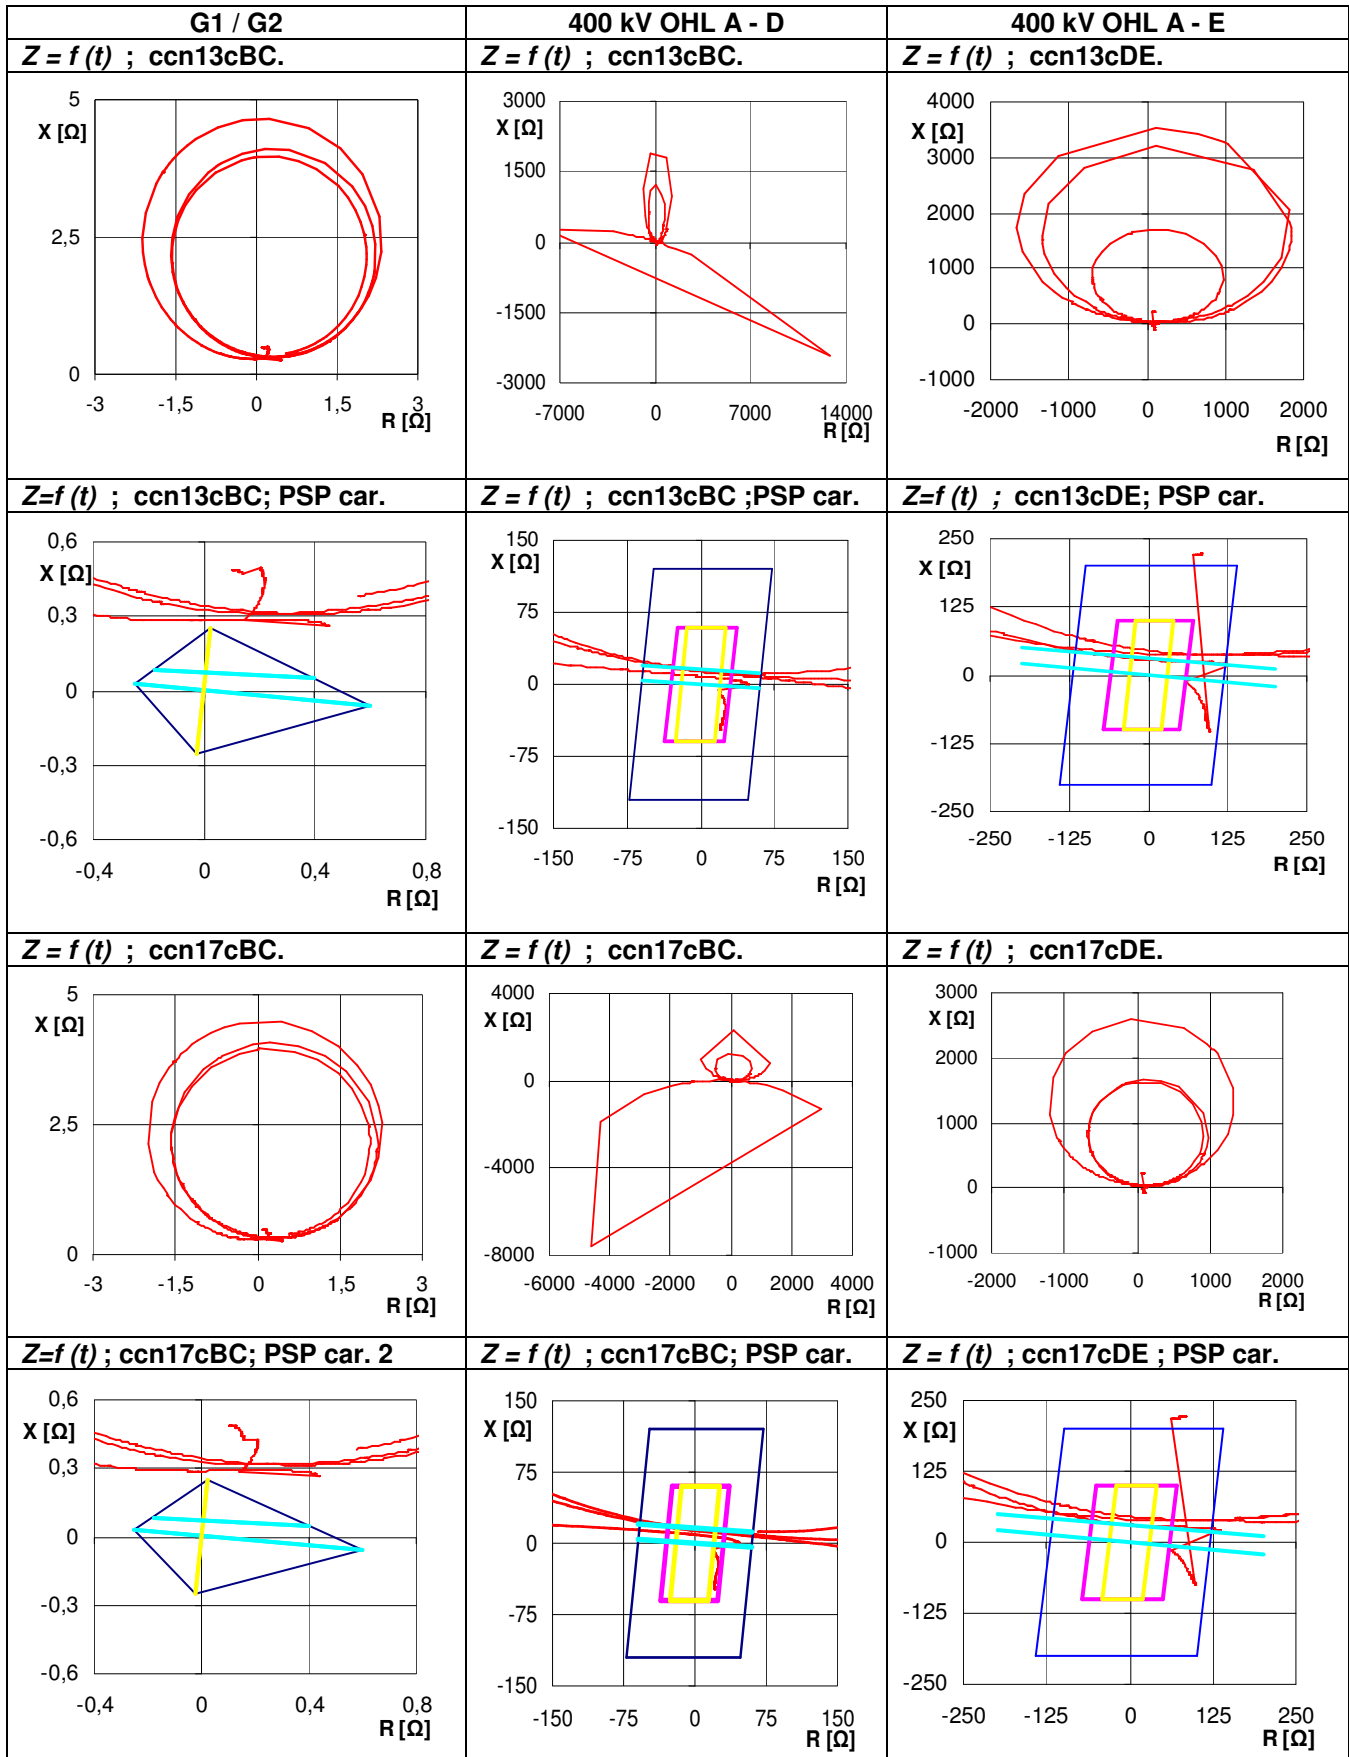 G1 / G2
400 kV OHL A - D
400 kV OHL A - E
Z = f (t) ; ccn13cBC.
Z = f (t) ; ccn13cBC.
Z = f (t) ; ccn13cDE.
5
X [Ω]
2,5
0
-3 -1,5 0 1,5 3
R [Ω]
3000
X [Ω]
1500
0
-1500
-3000
-7000 0 7000 14000
R [Ω]
4000
X [Ω]
3000
2000
1000
0
-1000
-2000 -1000 0 1000 2000
R [Ω]
Z=f (t) ; ccn13cBC; PSP car.
Z = f (t) ; ccn13cBC ;PSP car.
Z=f (t) ; ccn13cDE; PSP car.
0,6
X [Ω]
0,3
0
-0,3
-0,6
-0,4 0 0,4 0,8
R [Ω]
150
X [Ω]
75
0
-75
-150
-150 -75 0 75 150
R [Ω]
250
X [Ω]
125
0
-125
-250
-250 -125 0 125 250
R [Ω]
Z = f (t) ; ccn17cBC.
Z = f (t) ; ccn17cBC.
Z = f (t) ; ccn17cDE.
5
X [Ω]
2,5
0
-3 -1,5 0 1,5 3
R [Ω]
4000
X [Ω]
0
-4000
-8000
-6000 -4000 -2000 0 2000 4000
R [Ω]
3000
X [Ω]
2000
1000
0
-1000
-2000 -1000 0 1000 2000
R [Ω]
Z=f (t) ; ccn17cBC; PSP car. 2
Z = f (t) ; ccn17cBC; PSP car.
Z = f (t) ; ccn17cDE ; PSP car.
0,6
X [Ω]
0,3
0
-0,3
-0,6
-0,4 0 0,4 0,8
R [Ω]
150
X [Ω]
75
0
-75
-150
-150 -75 0 75 150
R [Ω]
250
X [Ω]
125
0
-125
-250
-250 -125 0 125 250
R [Ω]